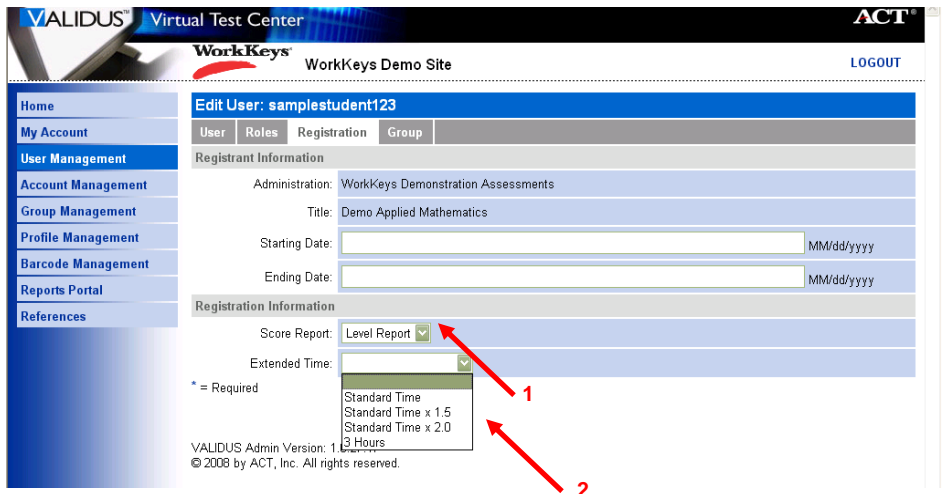 VALIDUS™ Virtual Test Center ACT®
WorkKeys® WorkKeys Demo Site LOGOUT
Home
My Account
User Management
Account Management
Group Management
Profile Management
Barcode Management
Reports Portal
References
Edit User: samplestudent123
User Roles Registration Group
Registrant Information
Administration: WorkKeys Demonstration Assessments
Title: Demo Applied Mathematics
Starting Date: MM/dd/yyyy
Ending Date: MM/dd/yyyy
Registration Information
Score Report: Level Report
Extended Time:
* = Required
Standard Time
Standard Time x 1.5
Standard Time x 2.0
3 Hours
1
VALIDUS Admin Version:
© 2008 by ACT, Inc. All rights reserved.
2